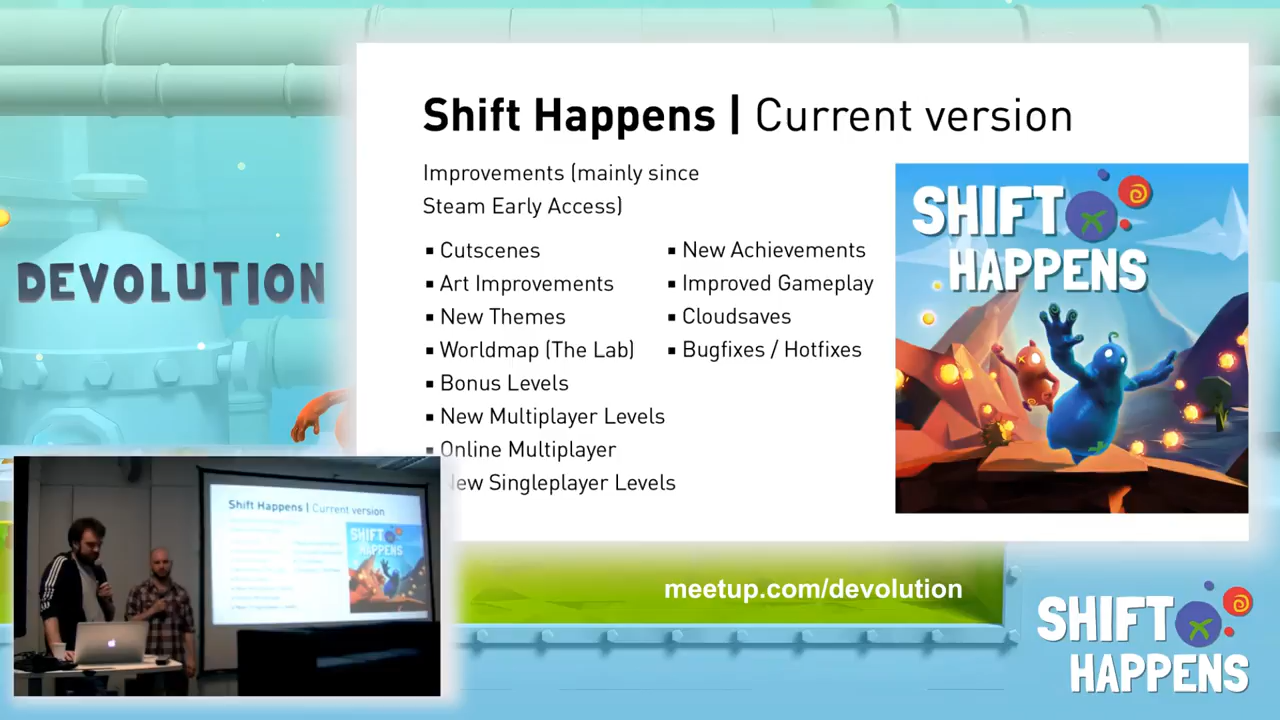 Shift Happens | Current version
Improvements (mainly since
Steam Early Access)
▪ Cutscenes
▪ Art Improvements
▪ New Themes
▪ Worldmap (The Lab)
▪ Bonus Levels
▪ New Multiplayer Levels
▪ Online Multiplayer
New Singleplayer Levels
▪ New Achievements
▪ Improved Gameplay
▪ Cloudsaves
▪ Bugfixes / Hotfixes
SHIFT
HAPPENS
DEVOLUTION
Shift Happens | Current version
SHIFT
HAPPENS
meetup.com/devolution
SHIFT
HAPPENS